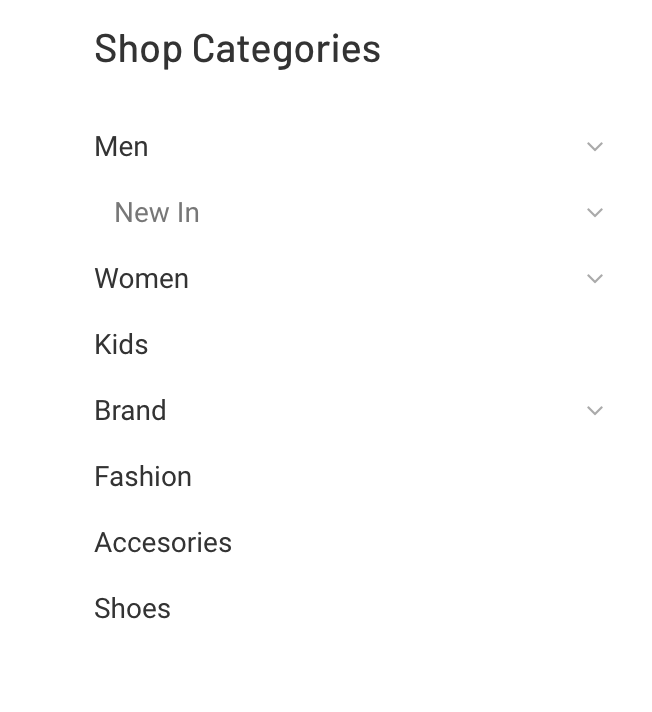 Shop Categories
Men
New In
Women
Kids
Brand
Fashion
Accesories
Shoes